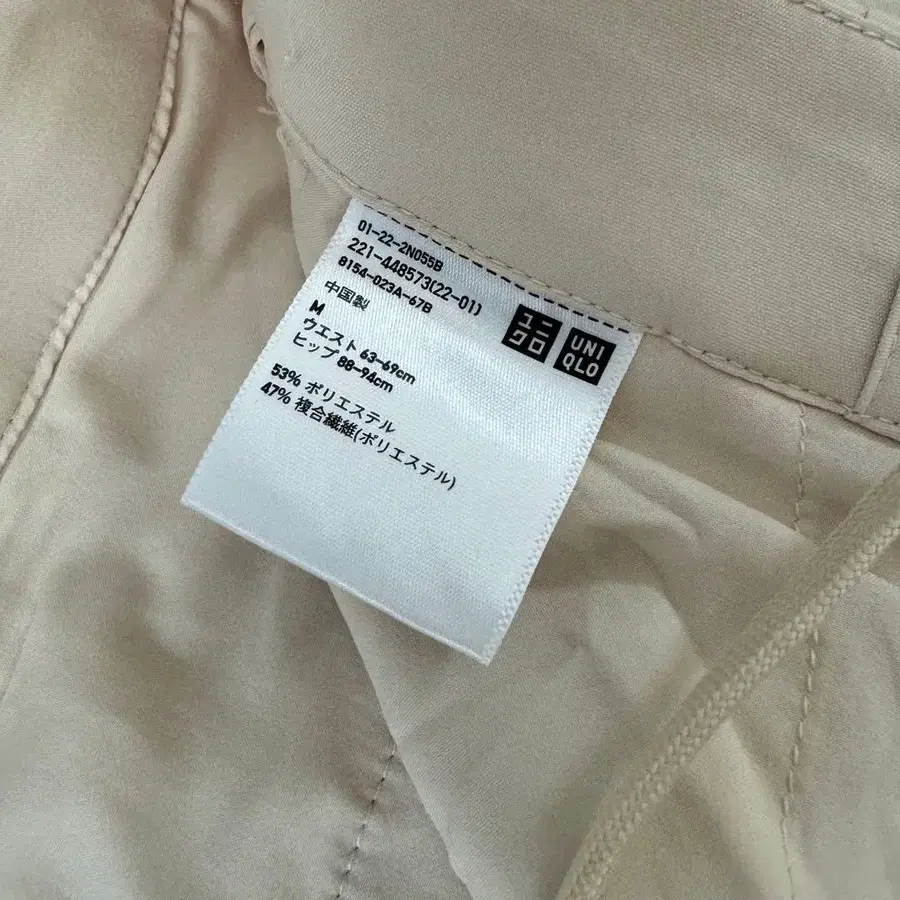 01-22-2N055B
221-448573(22-01)
8154-023A-67B
中国製
M
ウエスト 63-69cm
ヒップ 88-94cm
53% ポリエステル
47% 複合繊維(ポリエステル)
ユニ
クロ
UNI
QLO